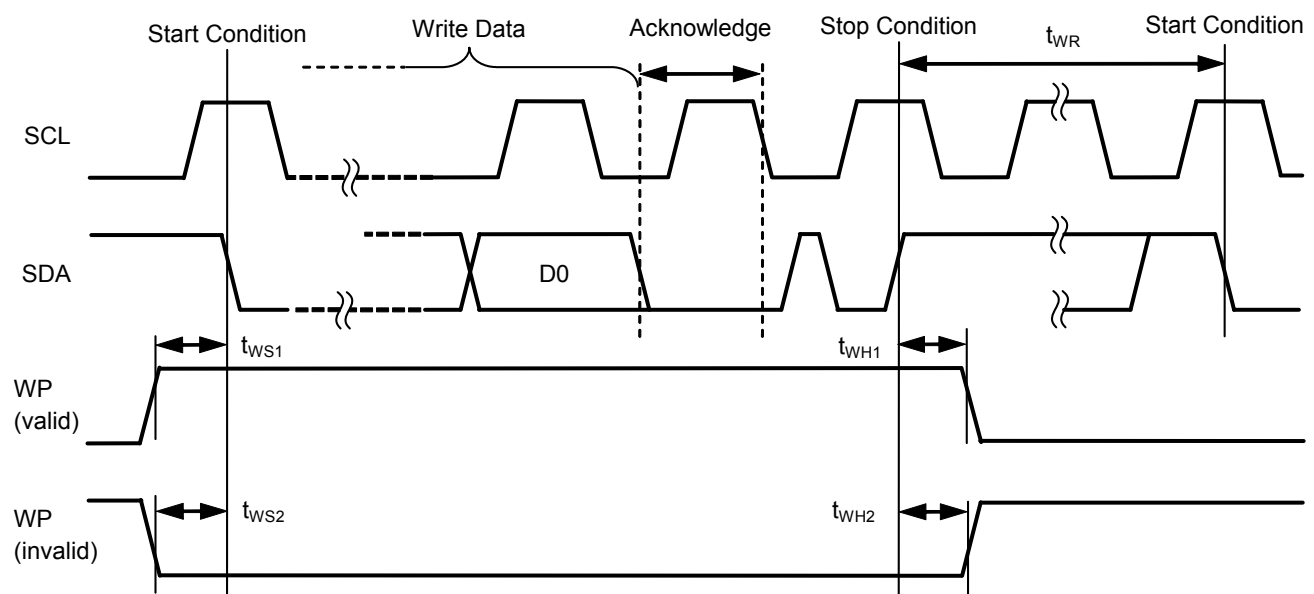 Start Condition
Write Data
Acknowledge
Stop Condition
tWR
Start Condition
SCL
SDA
D0
tWS1
tWH1
WP
(valid)
tWS2
tWH2
WP
(invalid)